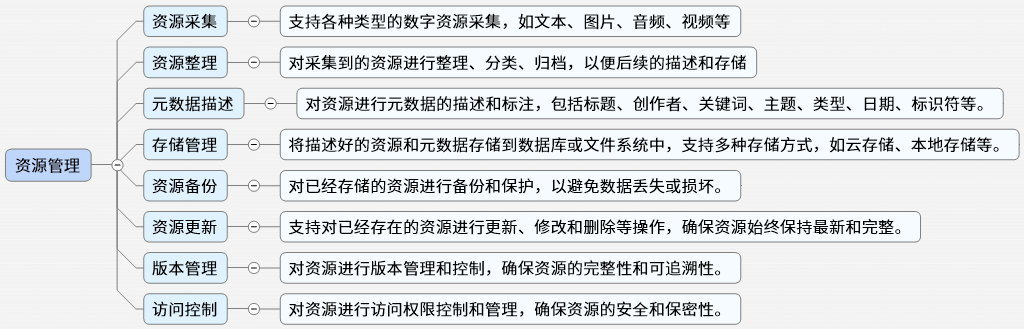 资源采集
支持各种类型的数字资源采集，如文本、图片、音频、视频等
资源整理
对采集到的资源进行整理、分类、归档，以便后续的描述和存储
元数据描述
对资源进行元数据的描述和标注，包括标题、创作者、关键词、主题、类型、日期、标识符等。
存储管理
将描述好的资源和元数据存储到数据库或文件系统中，支持多种存储方式，如云存储、本地存储等。
资源管理
资源备份
对已经存储的资源进行备份和保护，以避免数据丢失或损坏。
资源更新
支持对已经存在的资源进行更新、修改和删除等操作，确保资源始终保持最新和完整。
版本管理
对资源进行版本管理和控制，确保资源的完整性和可追溯性。
访问控制
对资源进行访问权限控制和管理，确保资源的安全和保密性。